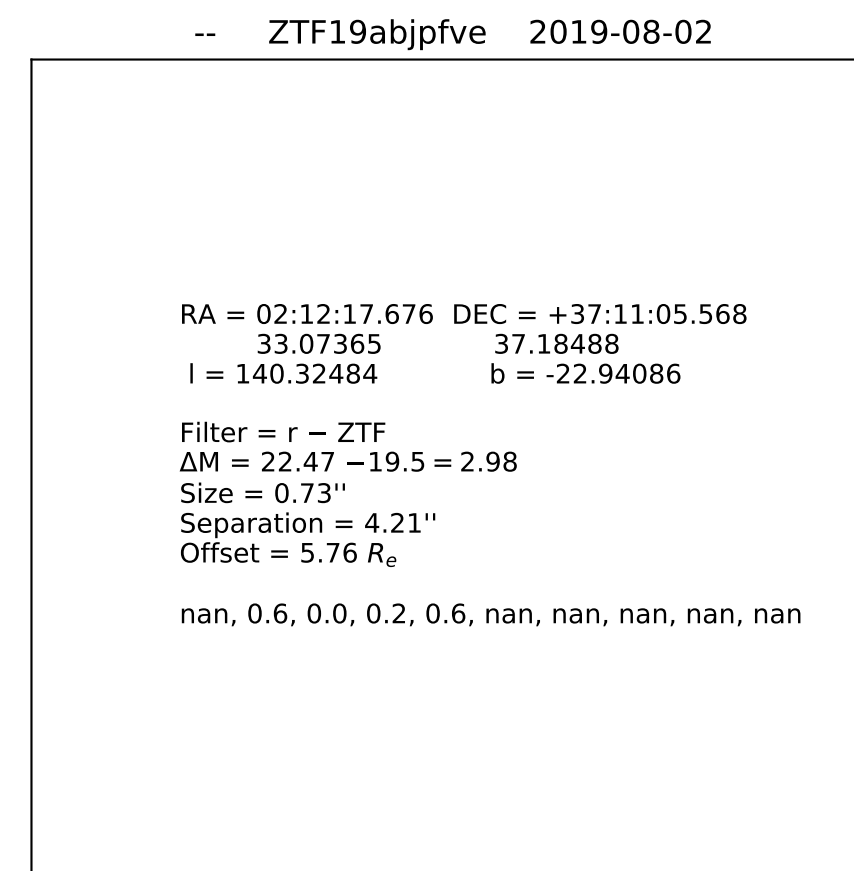 -- ZTF19abjpfve 2019-08-02
RA = 02:12:17.676 DEC = +37:11:05.568
33.07365 37.18488
l = 140.32484 b = -22.94086
Filter = r − ZTF
ΔM = 22.47 −19.5 = 2.98
Size = 0.73''
Separation = 4.21''
Offset = 5.76 Re
nan, 0.6, 0.0, 0.2, 0.6, nan, nan, nan, nan, nan